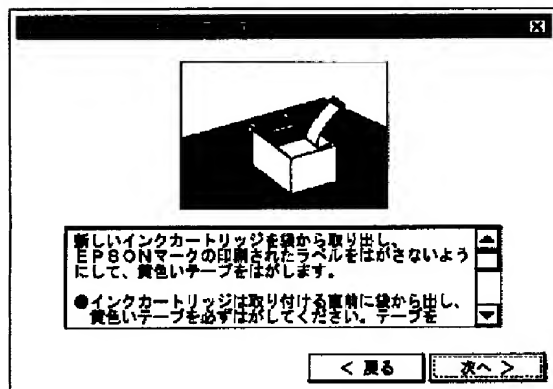 新しいインクカートリッジを袋から取り出し、
EPSONマークの印刷されたラベルをはがさないよう
にして、黄色いテープをはがします。
●インクカートリッジは取り付ける直前に袋から出し、
黄色いテープを必ずはがしてください。テープを
< 戻る
次へ >